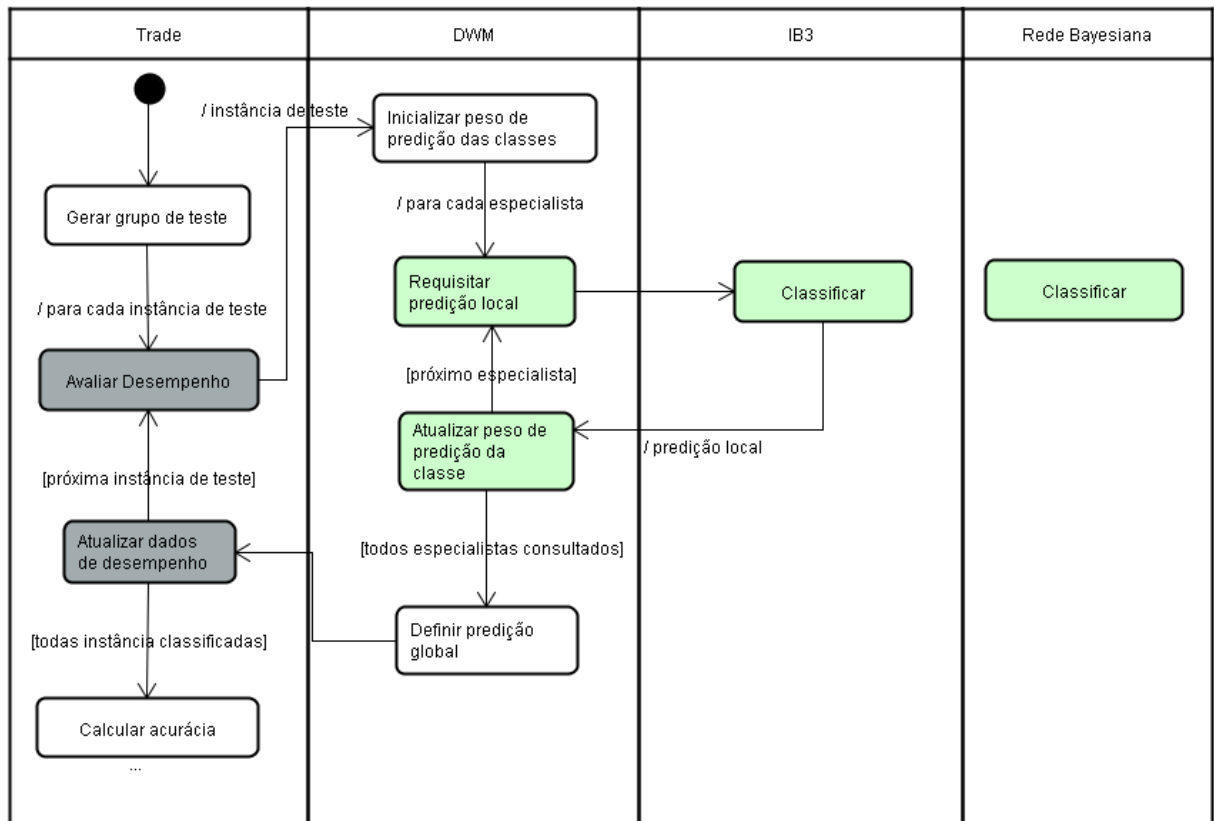 Trade
DWM
IB3
Rede Bayesiana
/ instância de teste
Inicializar peso de
predição das classes
/ para cada especialista
Gerar grupo de teste
/ para cada instância de teste
Requisitar
predição local
Classificar
Classificar
Avaliar Desempenho
[próximo especialista]
Atualizar peso de
predição da
classe
/ predição local
[próxima instância de teste]
Atualizar dados
de desempenho
[todos especialistas consultados]
Definir predição
global
[todas instância classificadas]
Calcular acurácia
...